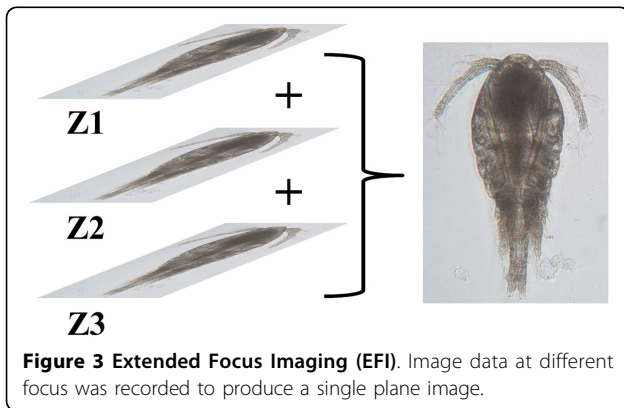 Z1
+
Z2
+
Z3
Figure 3 Extended Focus Imaging (EFI). Image data at different
focus was recorded to produce a single plane image.